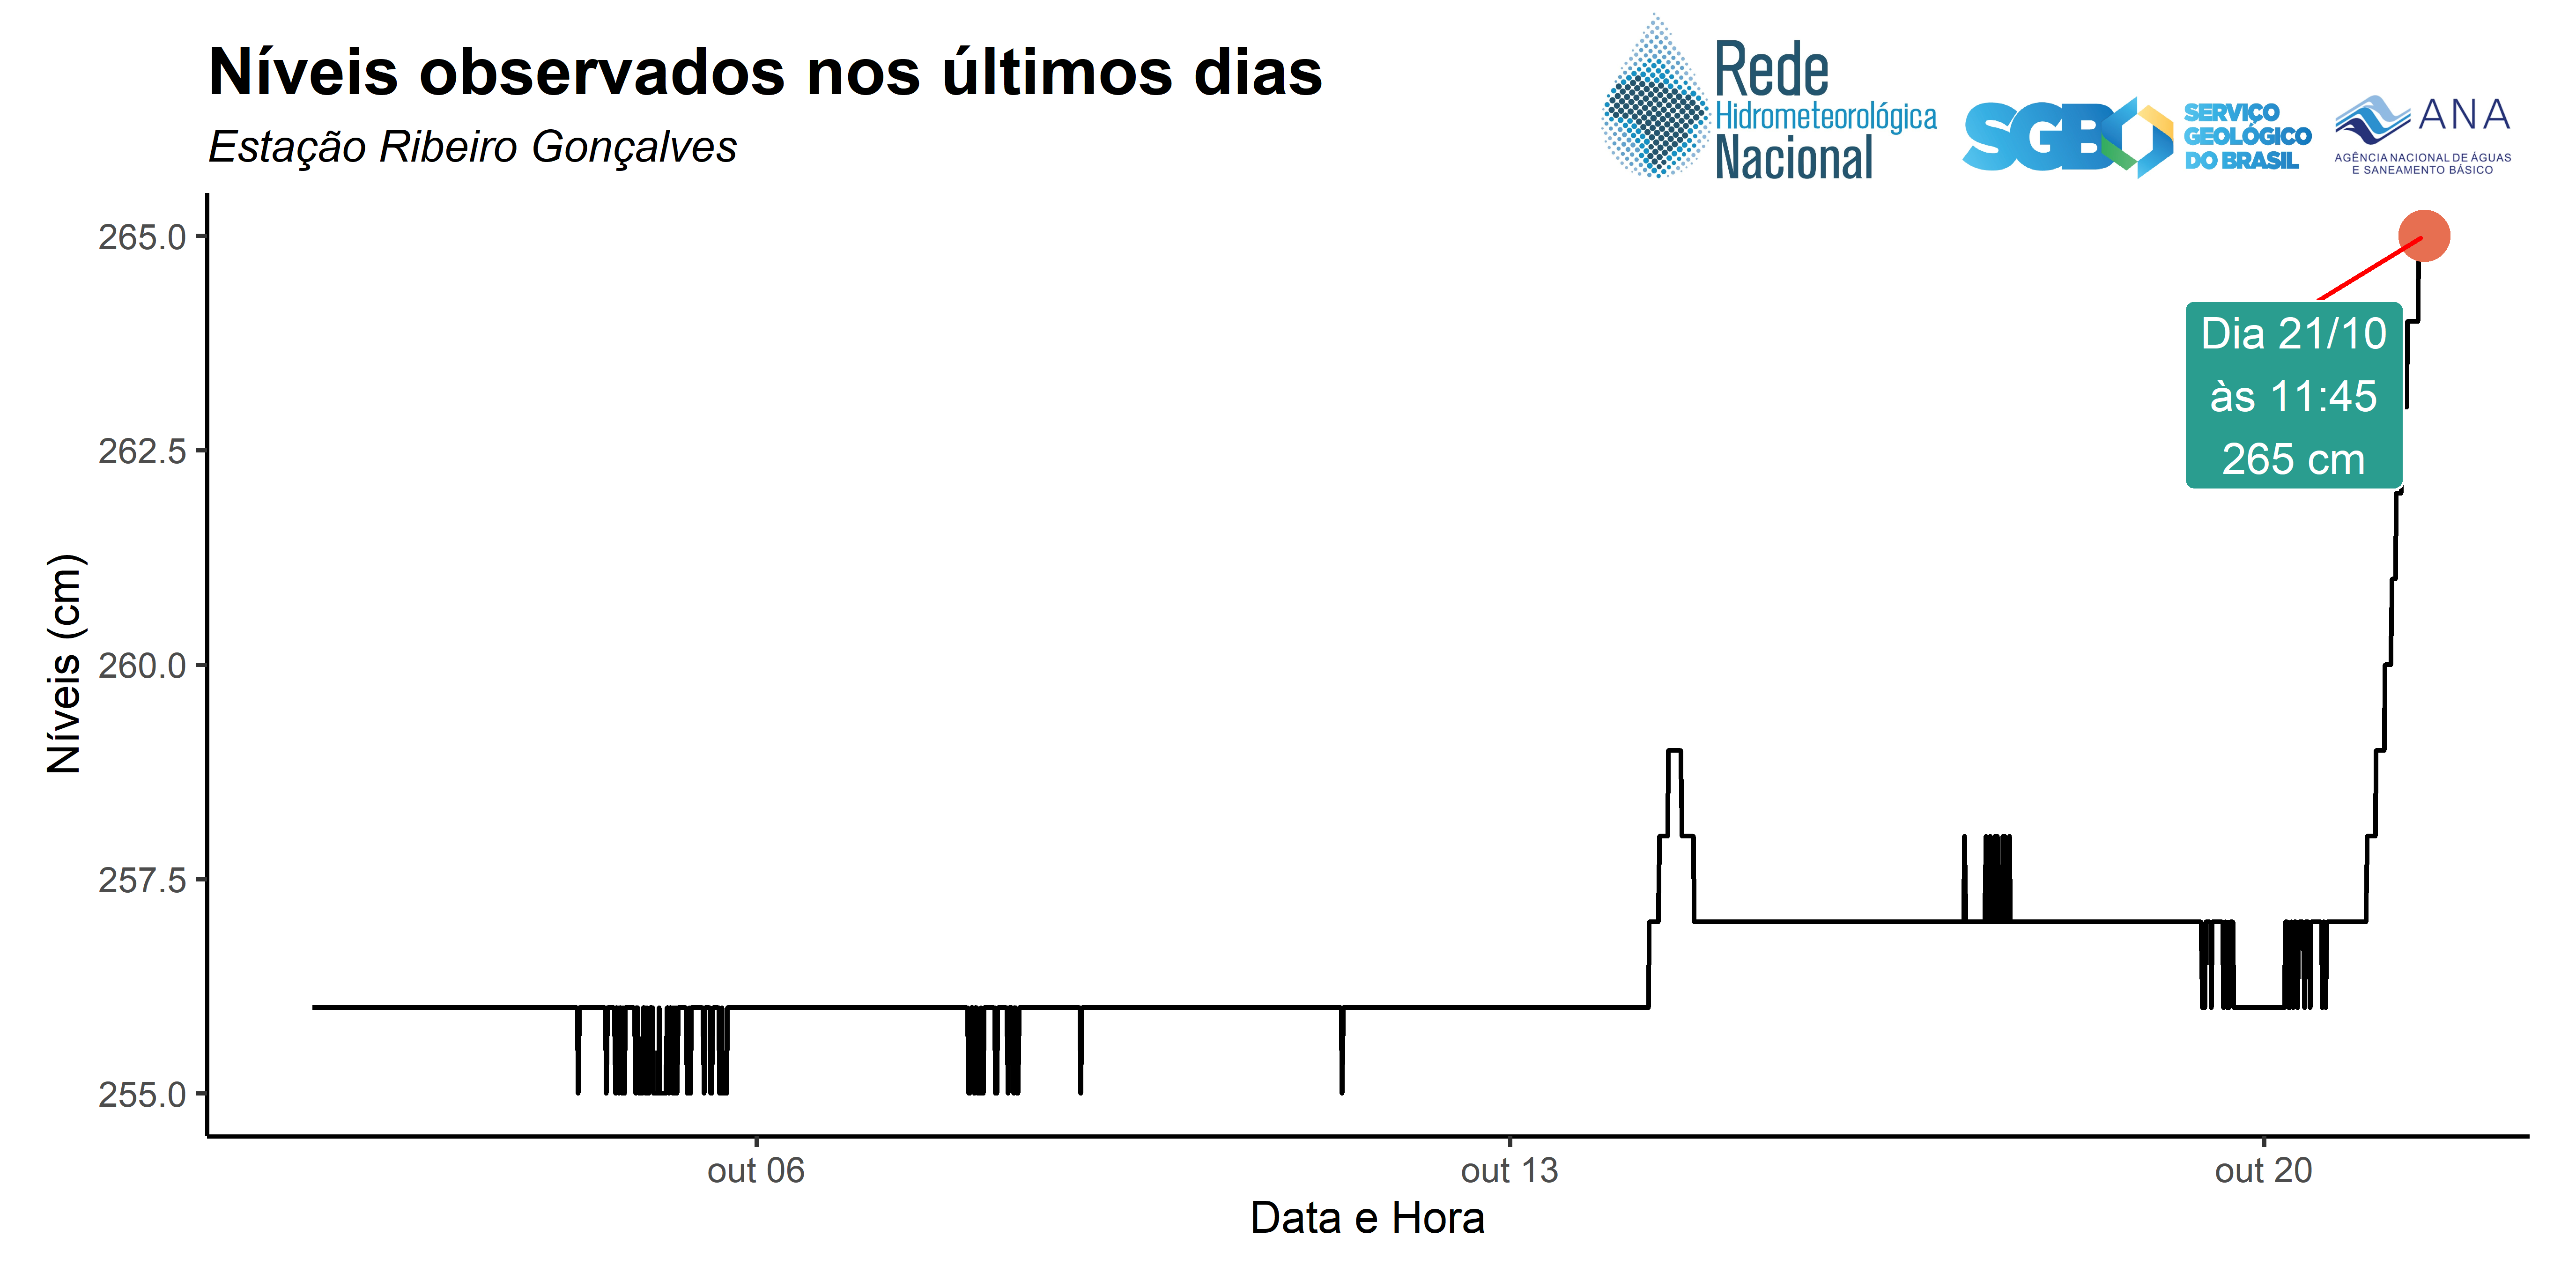 Níveis observados nos últimos dias
Estação Ribeiro Gonçalves
Rede
Hidrometeorológica
Nacional
SGB
SERVIÇO
GEOLÓGICO
DO BRASIL
ANA
AGÊNCIA NACIONAL DE ÁGUAS
E SANEAMENTO BÁSICO
Níveis (cm)
265.0
262.5
260.0
257.5
255.0
Dia 21/10
às 11:45
265 cm
out 06
out 13
out 20
Data e Hora